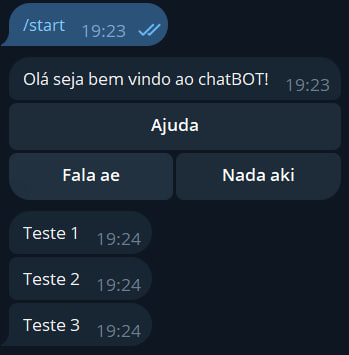 /start 19:23
Olá seja bem vindo ao chatBOT! 19:23
Ajuda
Fala ae Nada aki
Teste 1 19:24
Teste 2 19:24
Teste 3 19:24